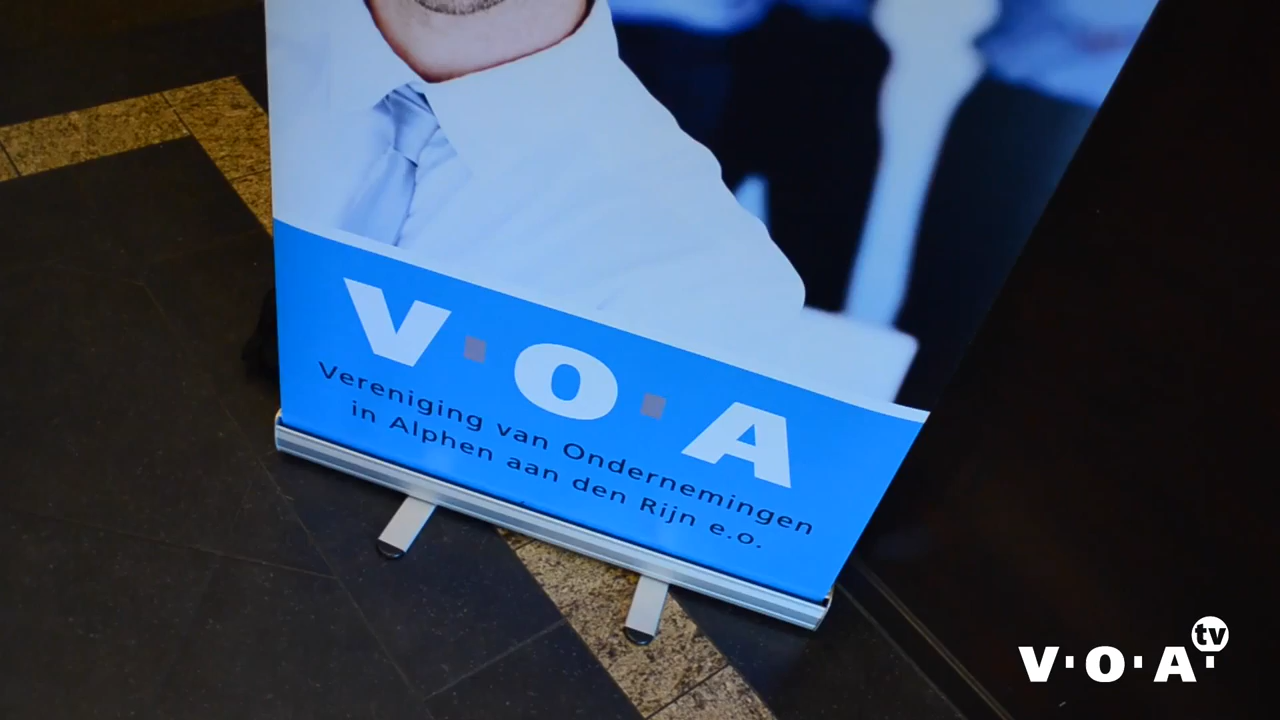 V·O·A
Vereniging van Ondernemingen
in Alphen aan den Rijn e.o.
V·O·A·tv